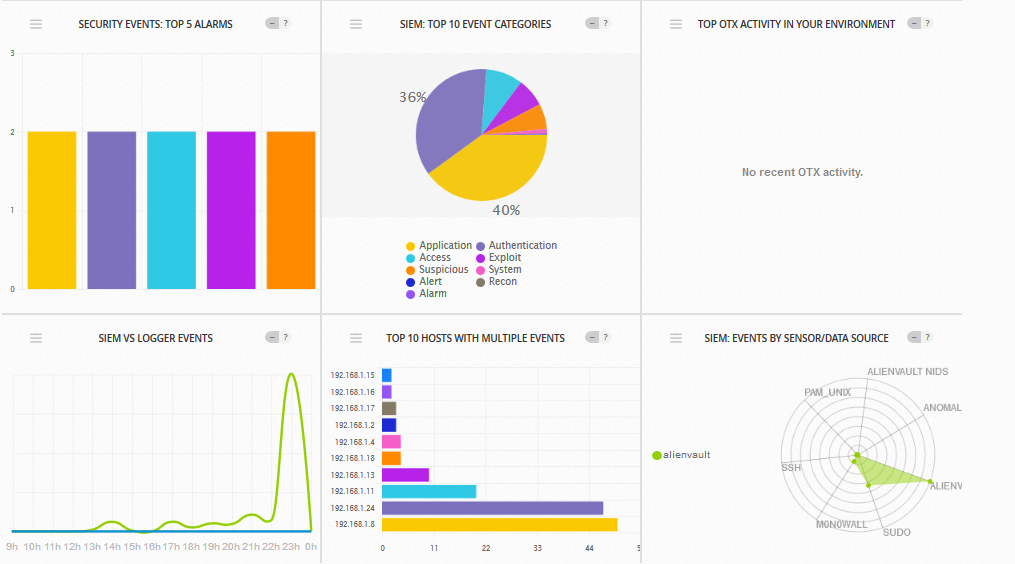 SECURITY EVENTS: TOP 5 ALARMS
– ?
3
2
1
0
SIEM: TOP 10 EVENT CATEGORIES
– ?
36%
40%
Application
Authentication
Access
Exploit
Suspicious
System
Alert
Recon
Alarm
TOP OTX ACTIVITY IN YOUR ENVIRONMENT
– ?
No recent OTX activity.
SIEM VS LOGGER EVENTS
– ?
9h 10h 11h 12h 13h 14h 15h 16h 17h 18h 19h 20h 21h 22h 23h 0h
TOP 10 HOSTS WITH MULTIPLE EVENTS
– ?
192.168.1.15
192.168.1.16
192.168.1.17
192.168.1.2
192.168.1.4
192.168.1.18
192.168.1.13
192.168.1.11
192.168.1.24
192.168.1.8
0 11 22 33 44 5
SIEM: EVENTS BY SENSOR/DATA SOURCE
– ?
alienvault
ALIENVAULT NIDS
PAM_UNIX
ANOMAL
SSH
ALIENV
M0N0WALL
SUDO